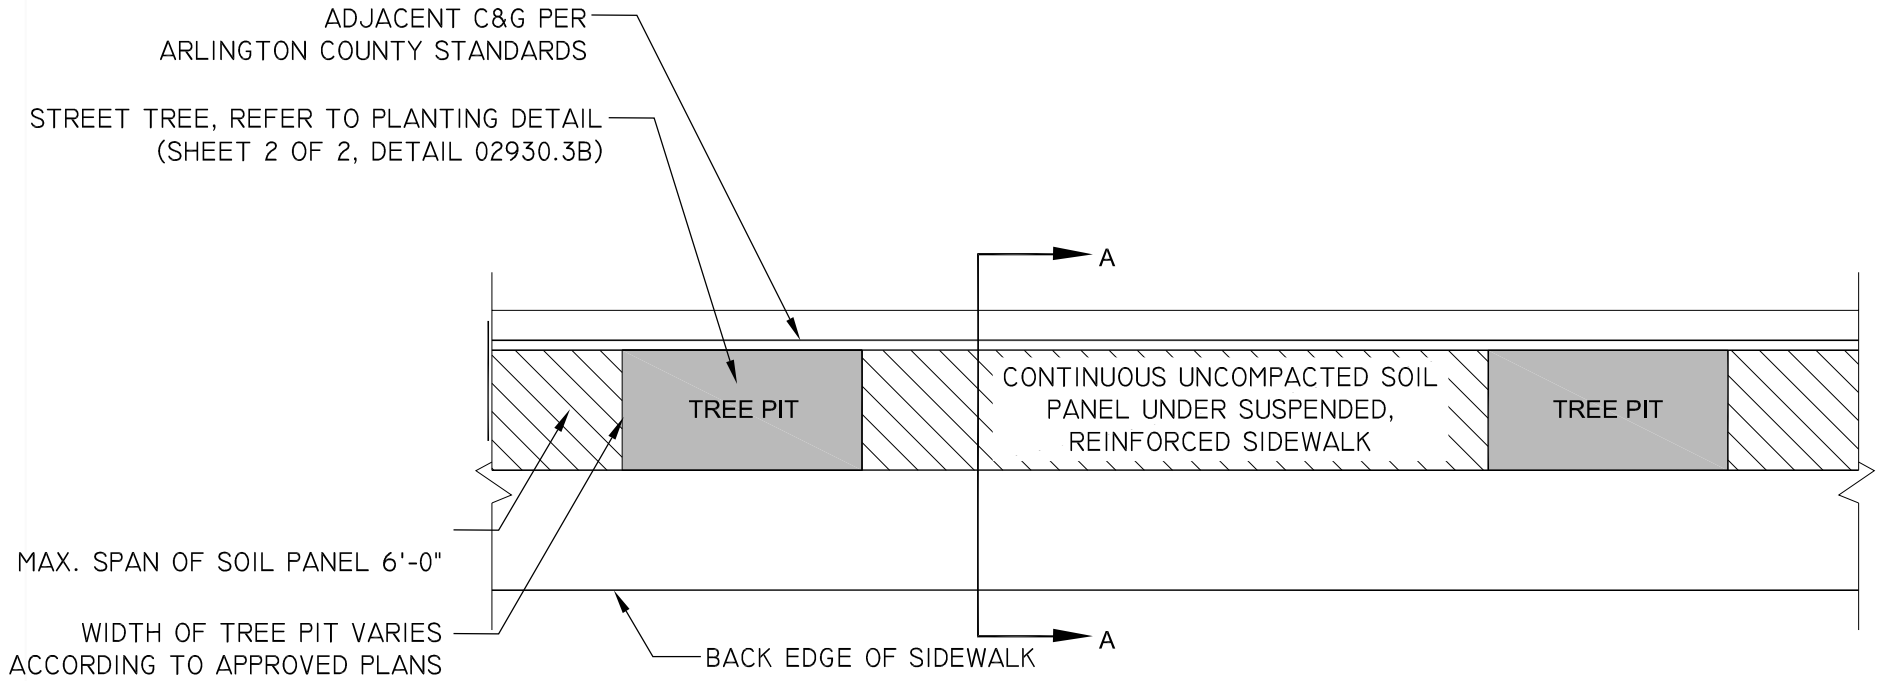 ADJACENT C&G PER
ARLINGTON COUNTY STANDARDS
STREET TREE, REFER TO PLANTING DETAIL
(SHEET 2 OF 2, DETAIL 02930.3B)
A
CONTINUOUS UNCOMPACTED SOIL
PANEL UNDER SUSPENDED,
REINFORCED SIDEWALK
TREE PIT
TREE PIT
MAX. SPAN OF SOIL PANEL 6'-0"
WIDTH OF TREE PIT VARIES
ACCORDING TO APPROVED PLANS
BACK EDGE OF SIDEWALK
A